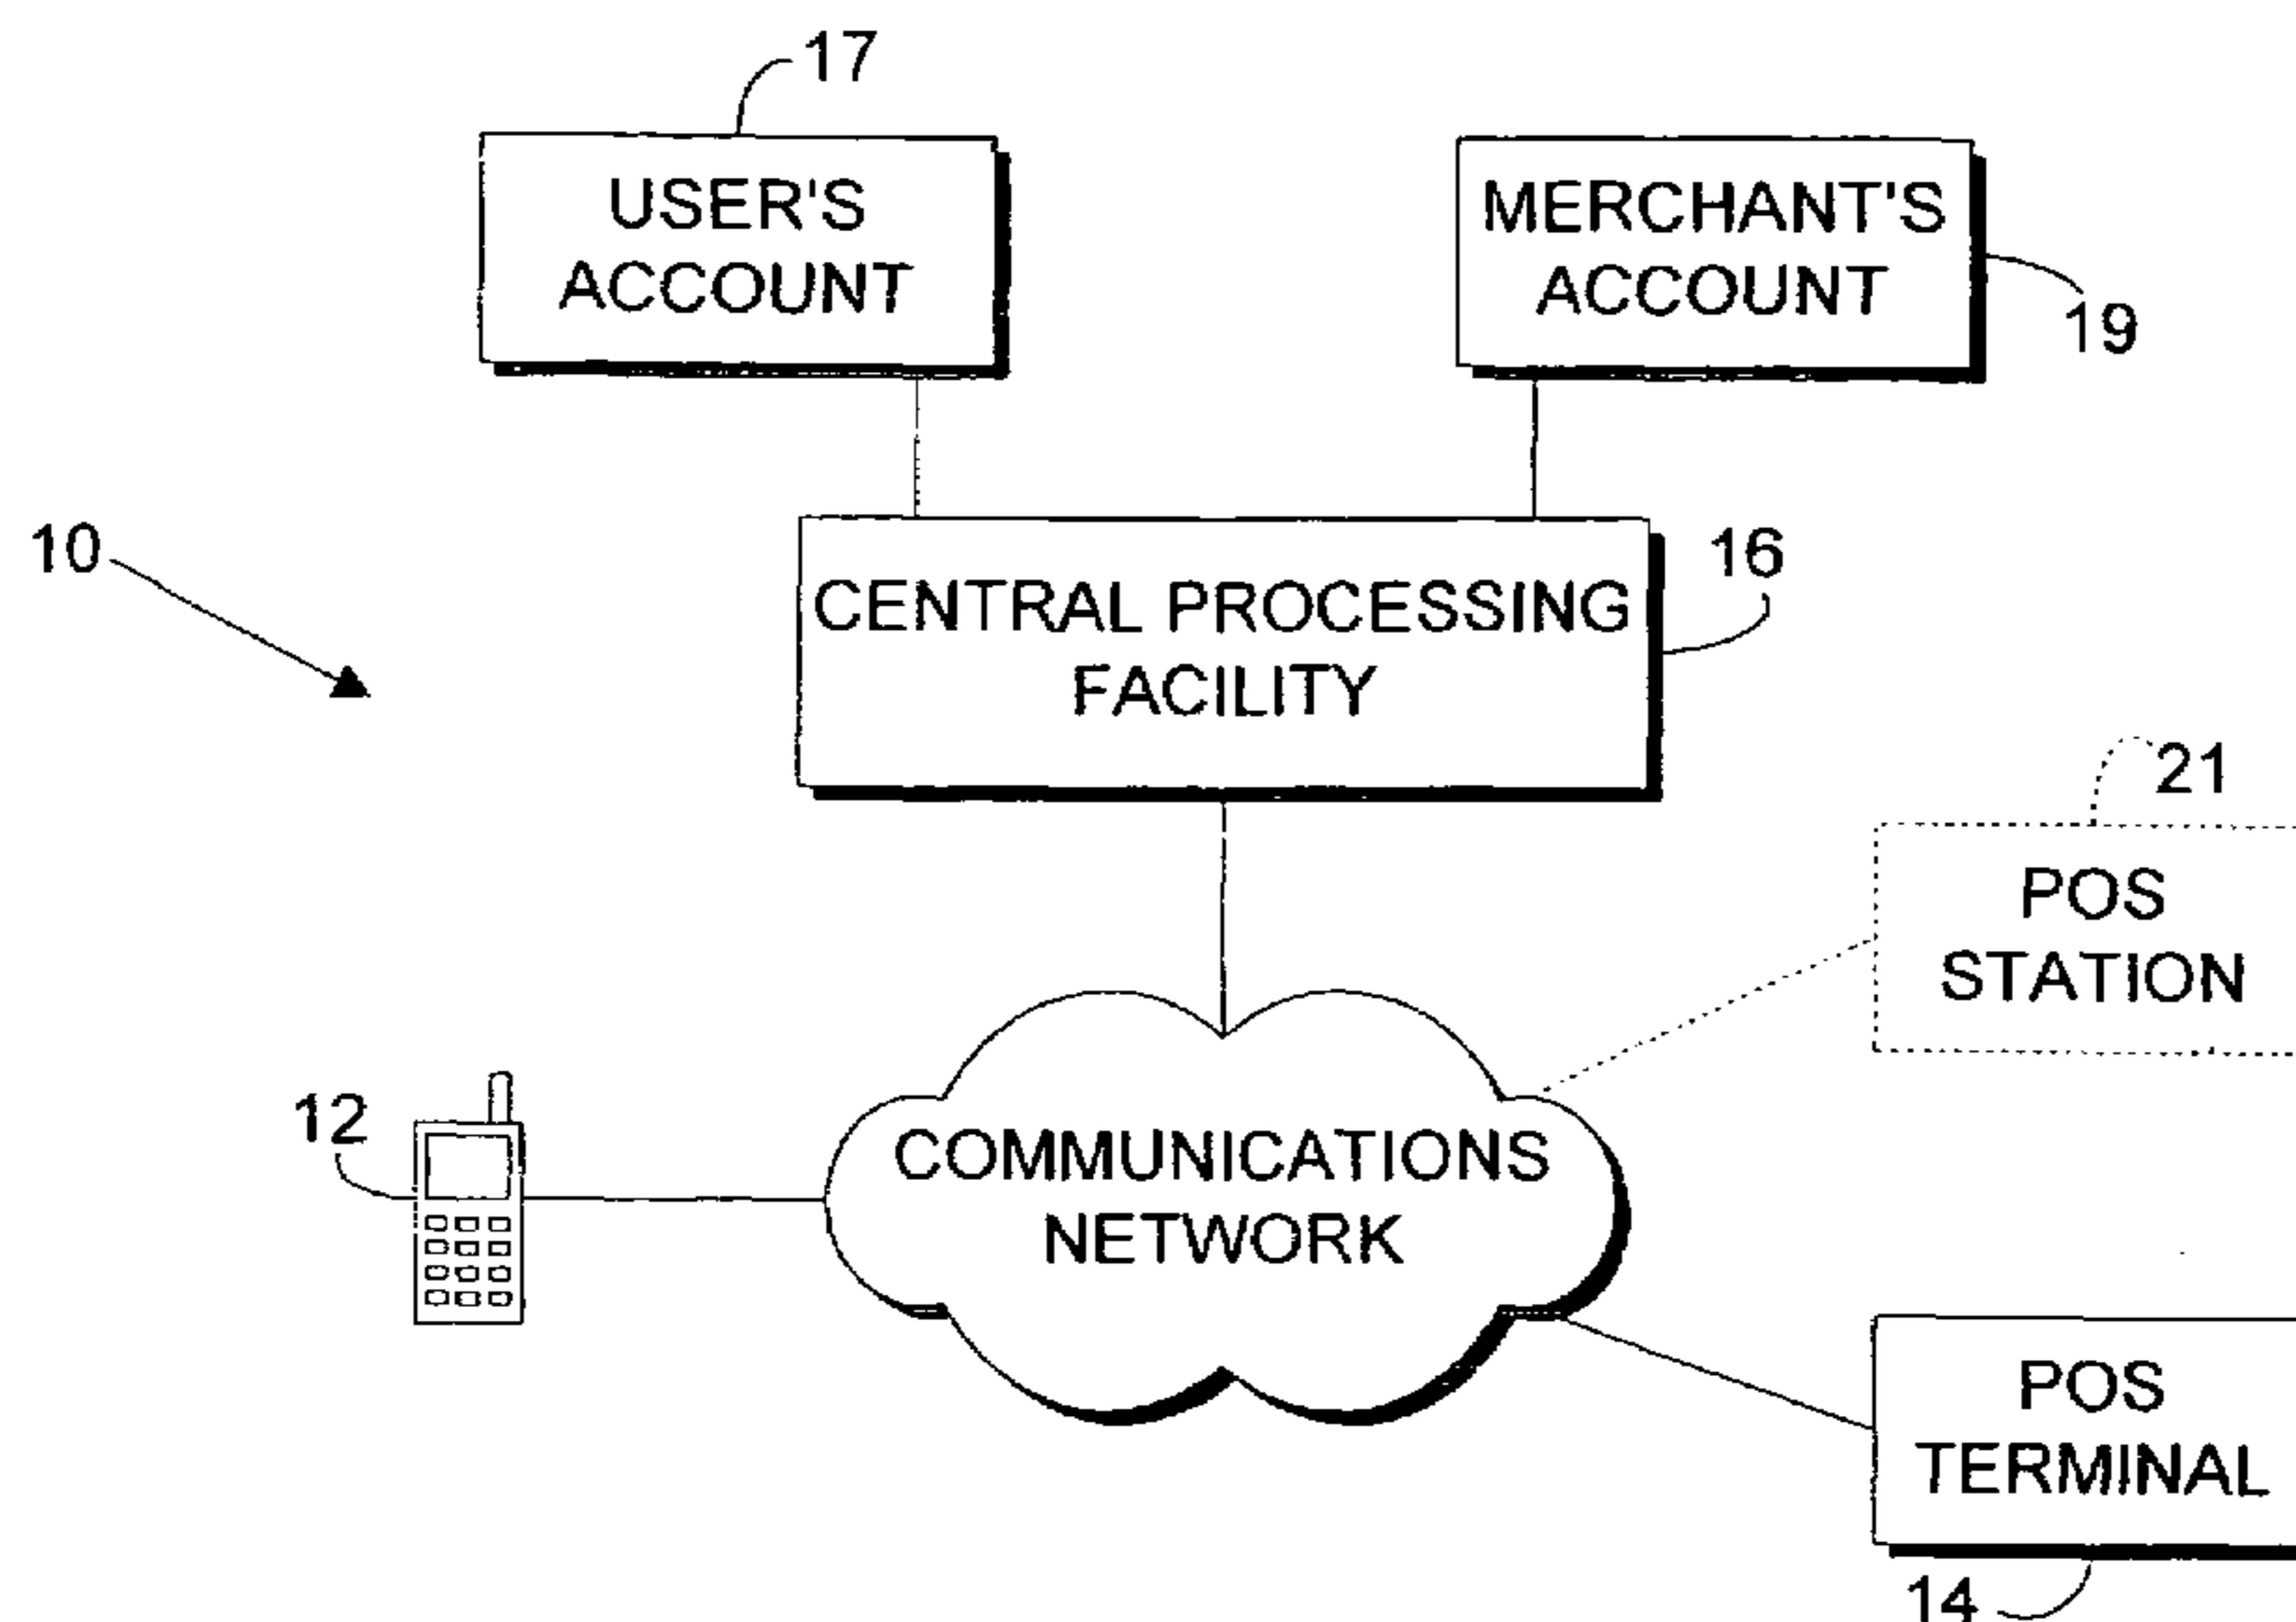 17
USER'S
ACCOUNT
MERCHANT'S
ACCOUNT
19
10
16
CENTRAL PROCESSING
FACILITY
21
POS
STATION
12
COMMUNICATIONS
NETWORK
POS
TERMINAL
14